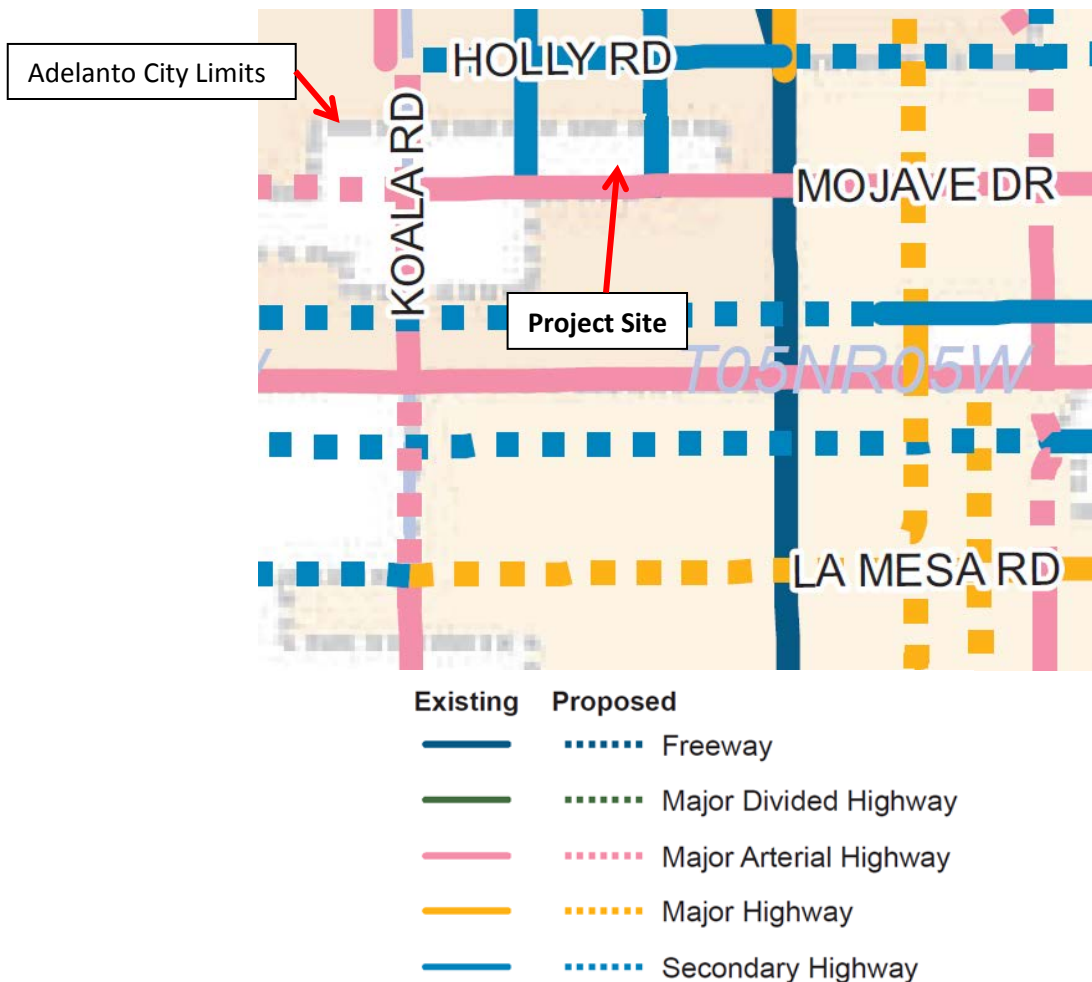 Adelanto City Limits
HOLLY RD
KOALA RD
MOJAVE DR
Project Site
T05NR05W
LA MESA RD
Existing Proposed
Freeway
Major Divided Highway
Major Arterial Highway
Major Highway
Secondary Highway